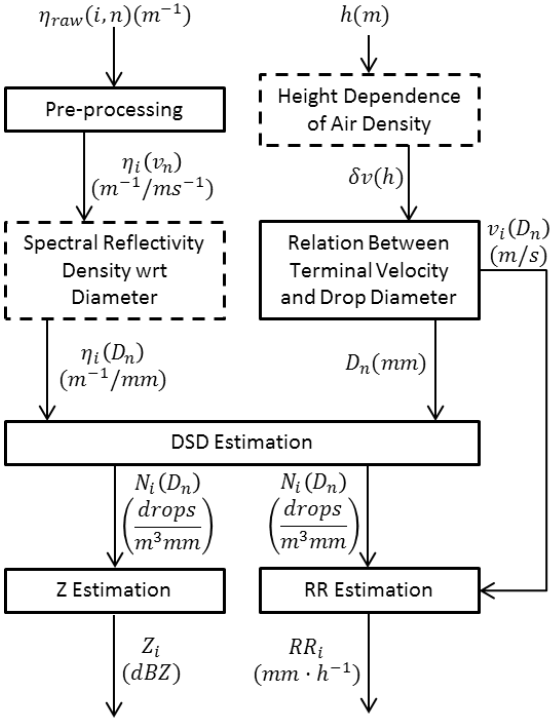 η_raw(i,n)(m⁻¹)
h(m)
Pre-processing
Height Dependence
of Air Density
η_i(v_n)
(m⁻¹/ms⁻¹)
δv(h)
Spectral Reflectivity
Density wrt
Diameter
Relation Between
Terminal Velocity
and Drop Diameter
v_i(D_n)
(m/s)
η_i(D_n)
(m⁻¹/mm)
D_n(mm)
DSD Estimation
N_i(D_n)
(drops/m³mm)
N_i(D_n)
(drops/m³mm)
Z Estimation
RR Estimation
Z_i
(dBZ)
RR_i
(mm · h⁻¹)